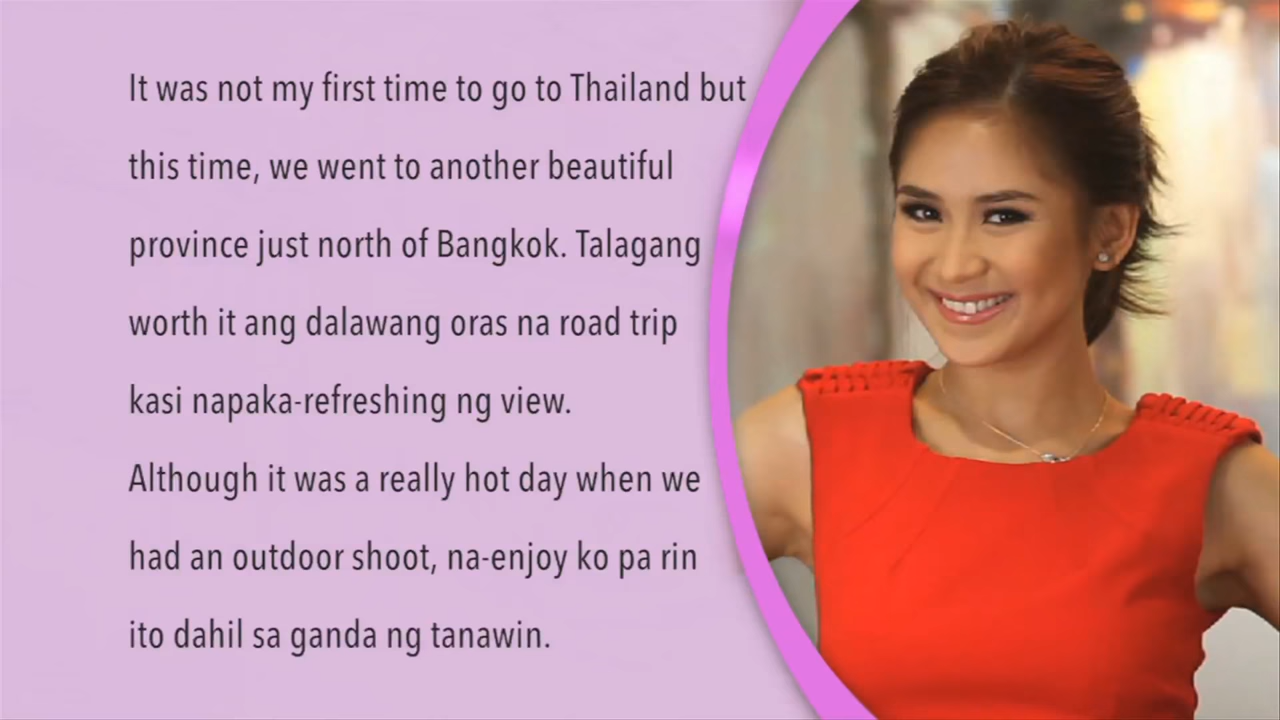 It was not my first time to go to Thailand but
this time, we went to another beautiful
province just north of Bangkok. Talagang
worth it ang dalawang oras na road trip
kasi napaka-refreshing ng view.
Although it was a really hot day when we
had an outdoor shoot, na-enjoy ko pa rin
ito dahil sa ganda ng tanawin.